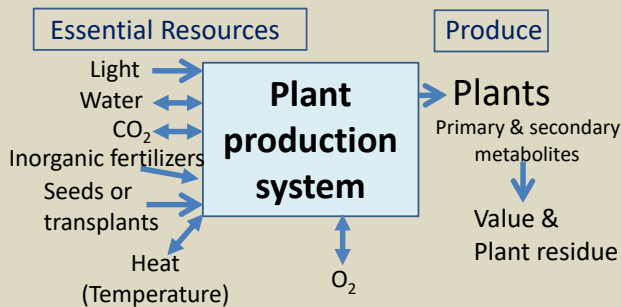 Essential Resources
Produce
Light
Water
CO₂
Inorganic fertilizers
Seeds or
transplants
Heat
(Temperature)
Plant
production
system
O₂
Plants
Primary & secondary
metabolites
Value &
Plant residue